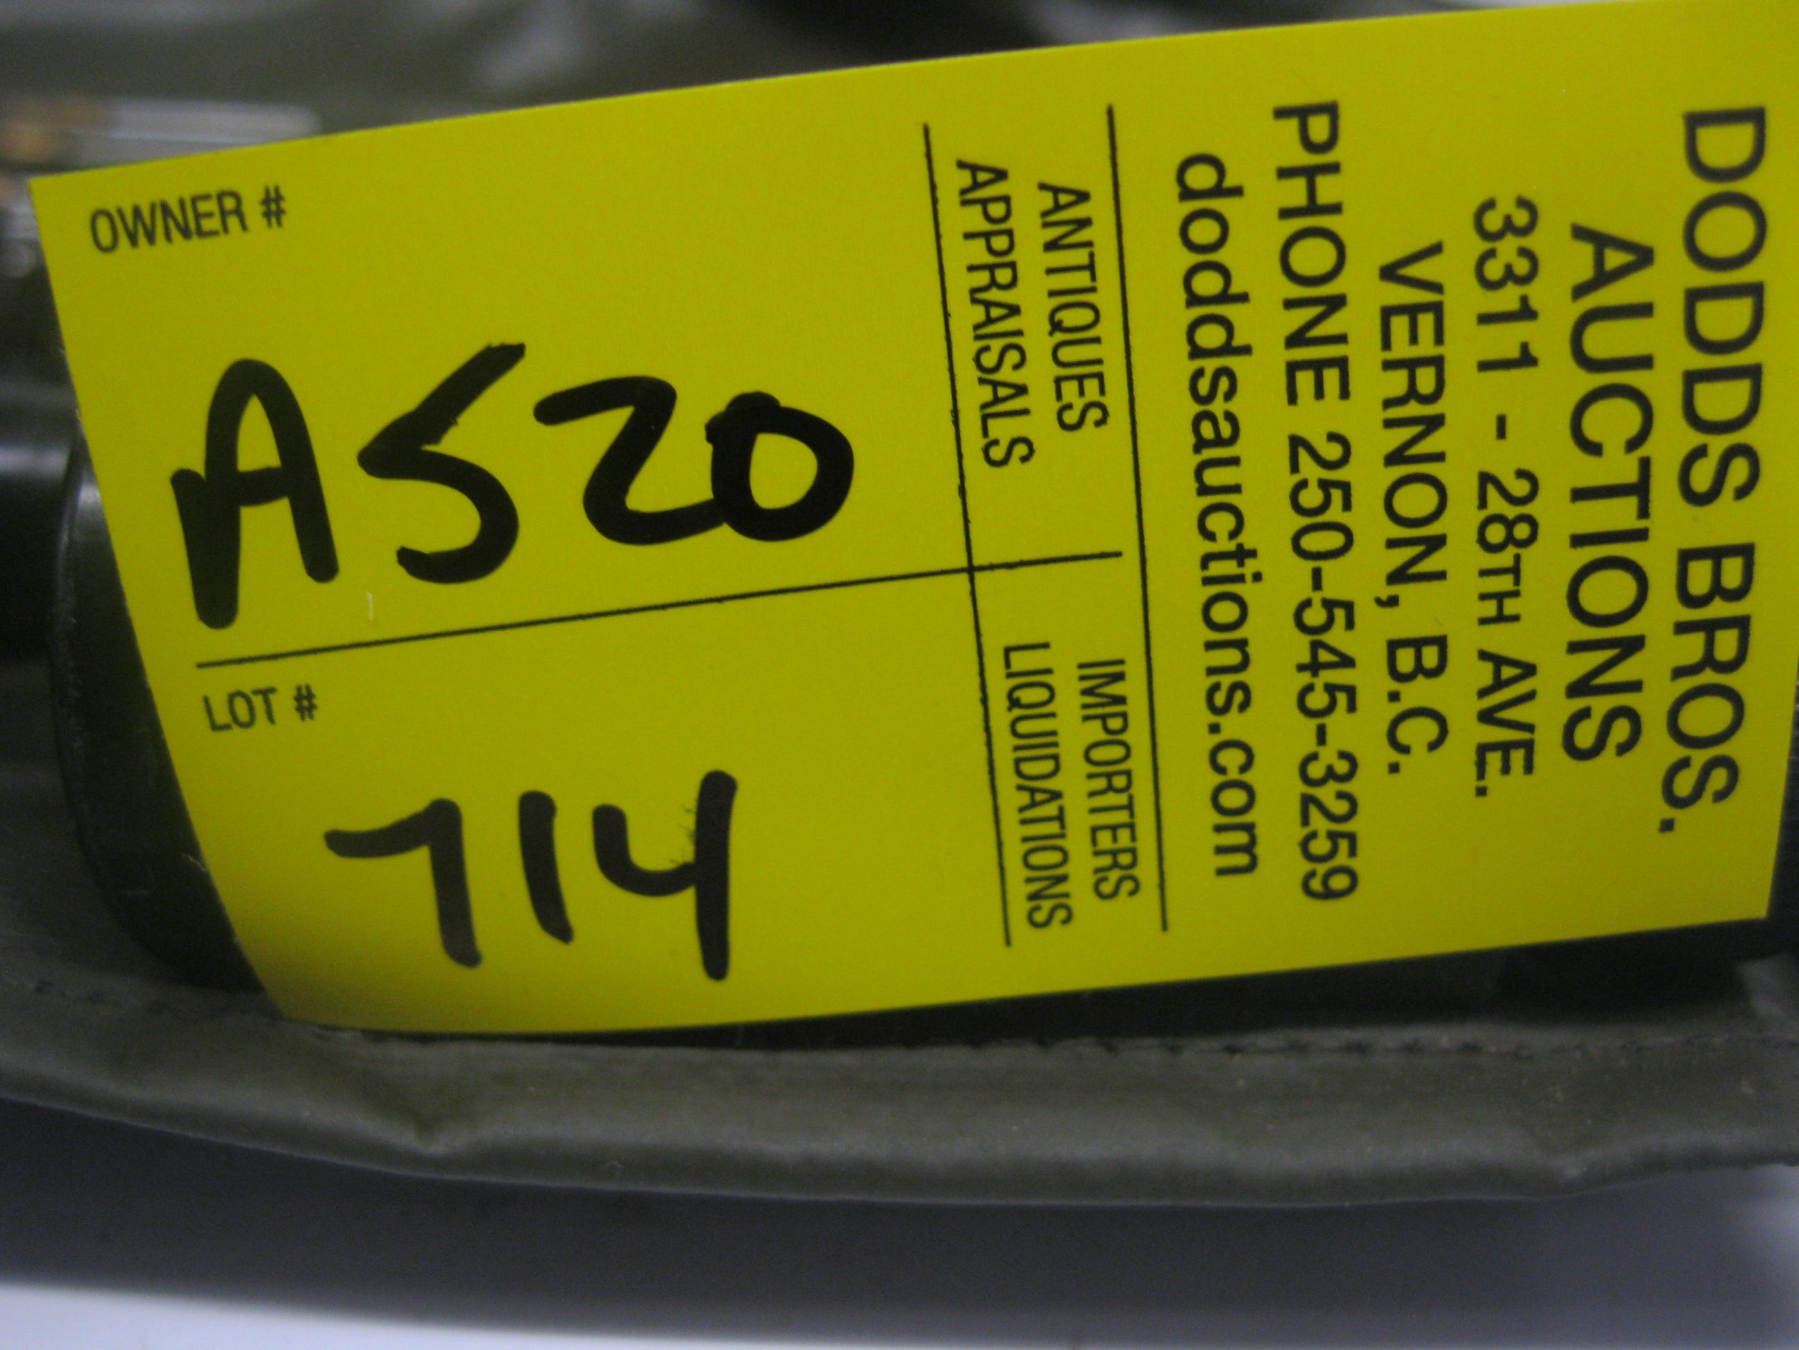 DODDS BROS.
AUCTIONS
3311 - 28TH AVE.
VERNON, B.C.
PHONE 250-545-3259
doddsauctions.com
ANTIQUES
APPRAISALS
IMPORTERS
LIQUIDATIONS
OWNER #
A520
LOT #
714